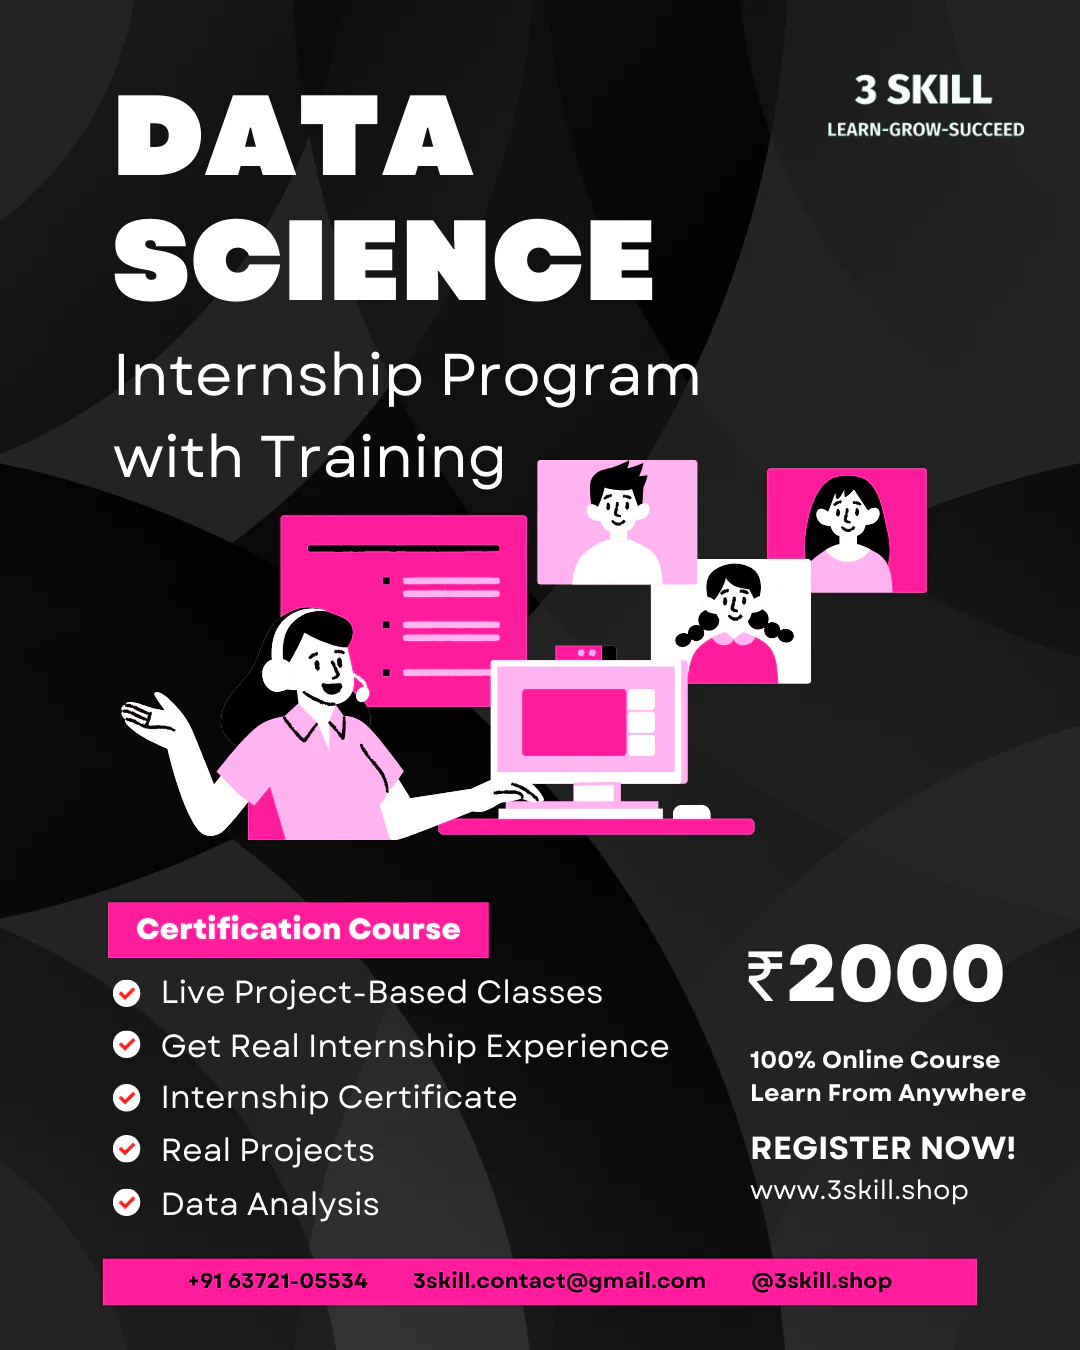 3 SKILL
LEARN-GROW-SUCCEED
DATA
SCIENCE
Internship Program
with Training
Certification Course
Live Project-Based Classes
Get Real Internship Experience
Internship Certificate
Real Projects
Data Analysis
₹2000
100% Online Course
Learn From Anywhere
REGISTER NOW!
www.3skill.shop
+91 63721-05534 3skill.contact@gmail.com @3skill.shop